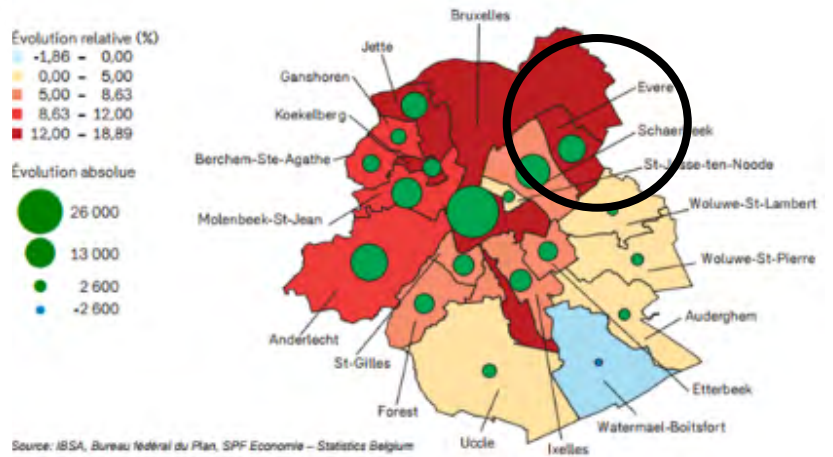 Évolution relative (%)
-1,86 – 0,00
0,00 – 5,00
5,00 – 8,63
8,63 – 12,00
12,00 – 18,89
Évolution absolue
26 000
13 000
2 600
-2 600
Bruxelles
Jette
Ganshoren
Koekelberg
Berchem-Ste-Agathe
Molenbeek-St-Jean
Anderlecht
St-Gilles
Forest
Uccle
Ixelles
Watermael-Boitsfort
Etterbeek
Auderghem
Woluwe-St-Pierre
Woluwe-St-Lambert
St-Josse-ten-Noode
Schaerbeek
Evere
Source: IBSA, Bureau fédéral du Plan, SPF Economie – Statistics Belgium